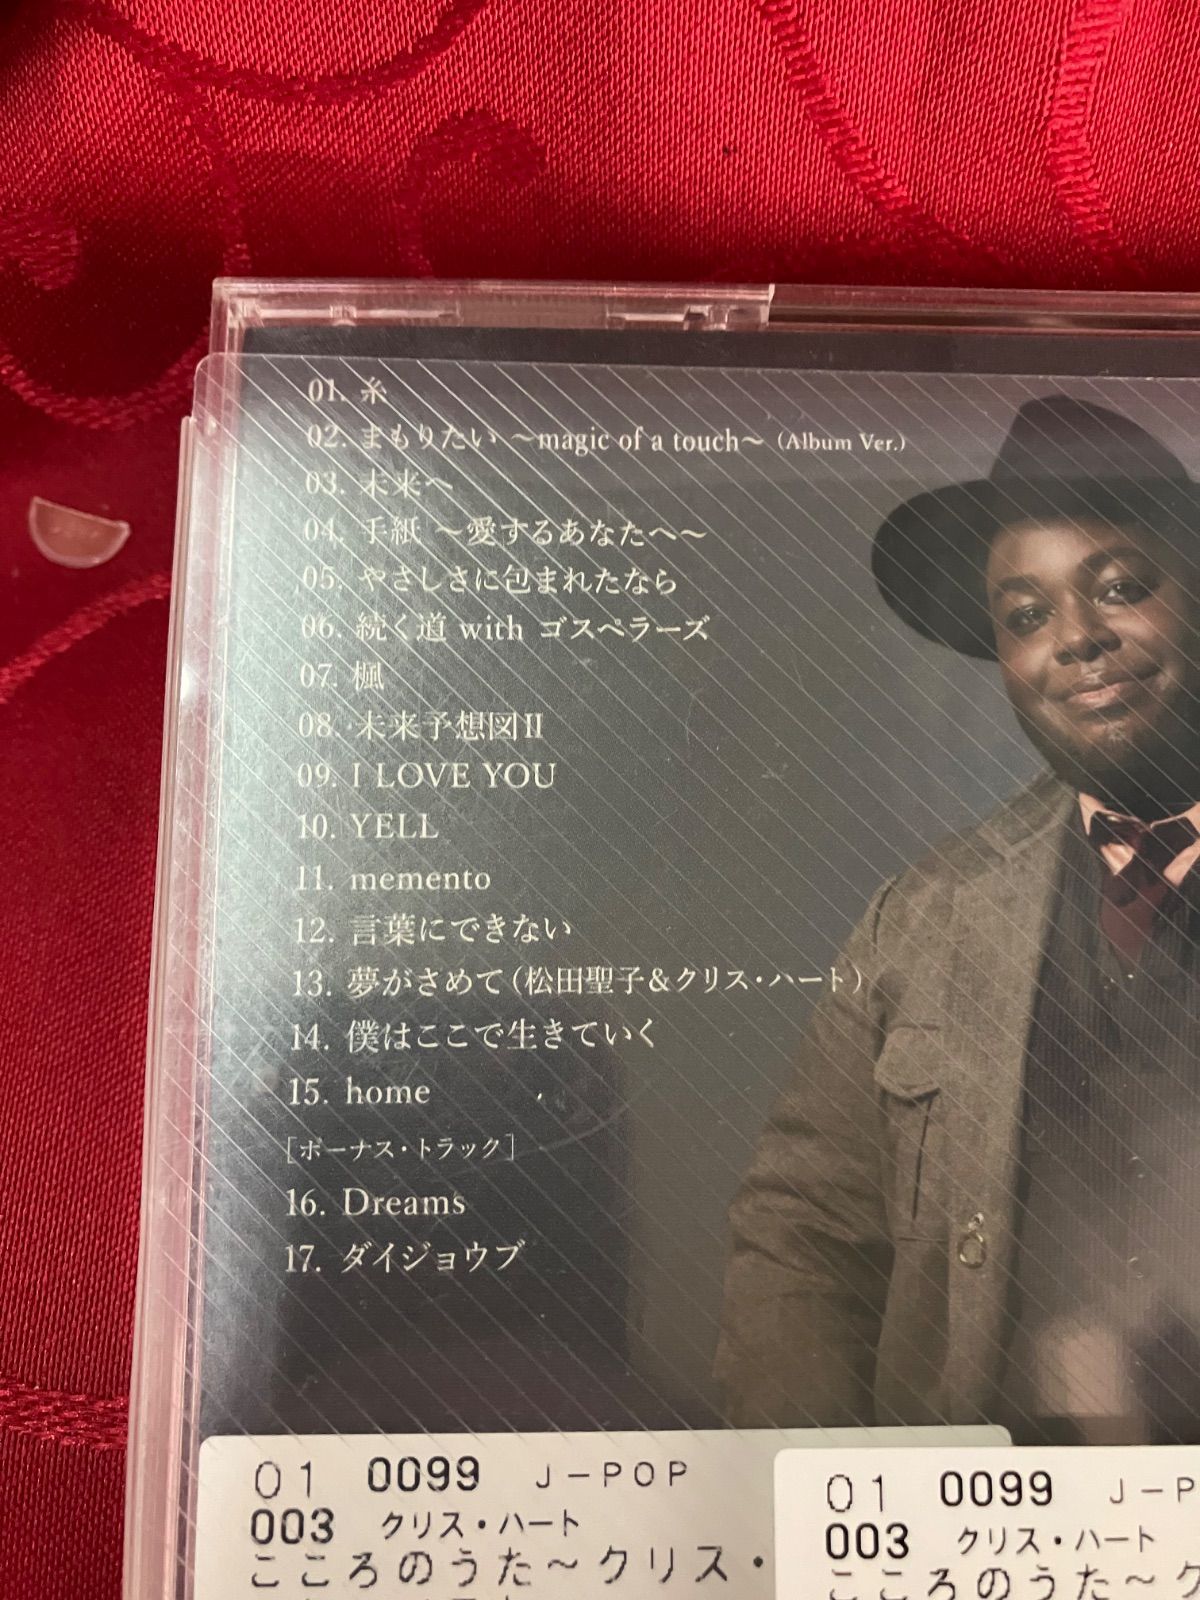 01. 糸
02. まもりたい ～magic of a touch～ (Album Ver.)
03. 未来へ
04. 手紙 ～愛するあなたへ～
05. やさしさに包まれたなら
06. 続く道 with ゴスペラーズ
07. 楓
08. 未来予想図II
09. I LOVE YOU
10. YELL
11. memento
12. 言葉にできない
13. 夢がさめて(松田聖子&クリス・ハート)
14. 僕はここで生きていく
15. home
[ボーナス・トラック]
16. Dreams
17. ダイジョウブ
01 0099 J-POP
003 クリス・ハート
こころのうた～クリス・
01 0099 J-P
003 クリス・ハート
こころのうた～ク